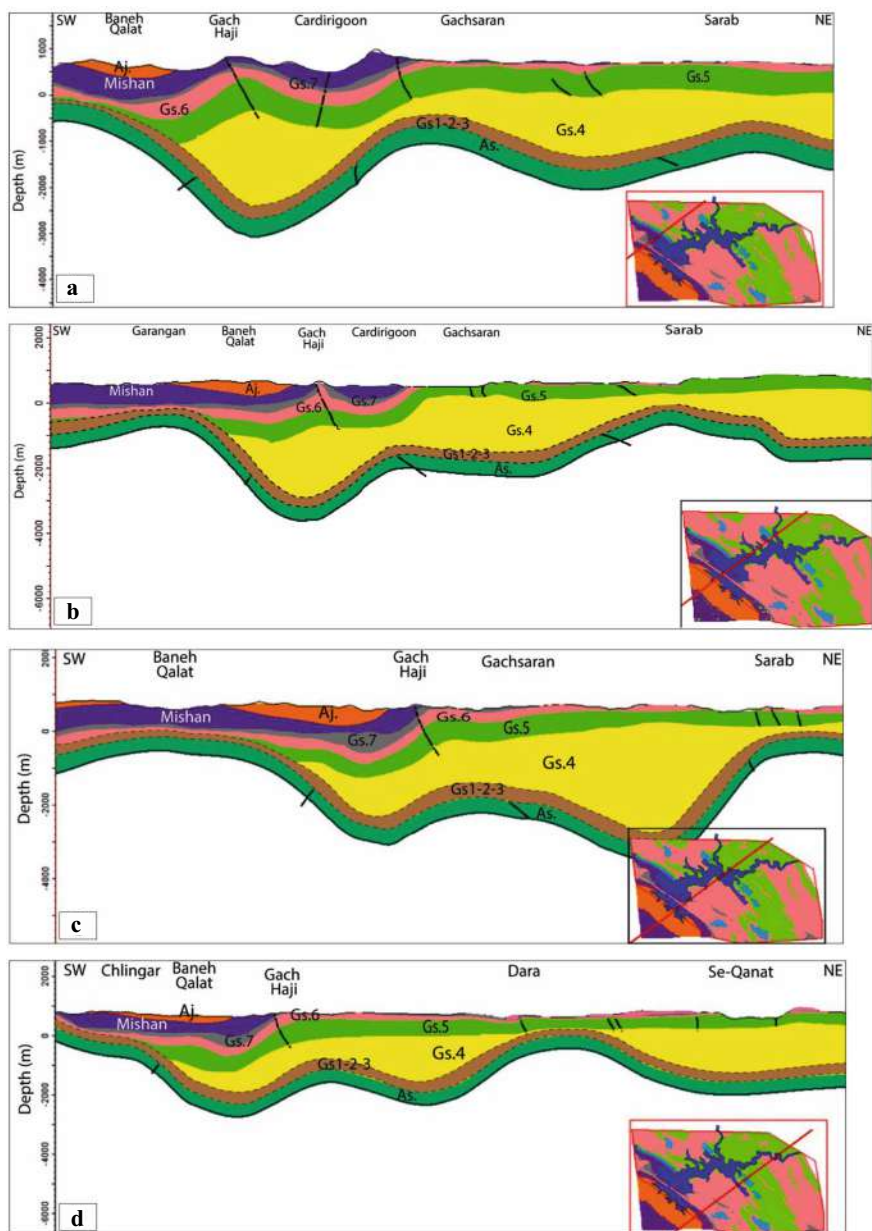 SW Baneh Qalat Gach Haji Cardirigoon Gachsaran Sarab NE
1000
0
-1000
-2000
-3000
-4000
Depth (m)
Aj.
Mishan
Gs.6
Gs.7
Gs.5
Gs1-2-3
Gs.4
As.
a
SW Garangan Baneh Qalat Gach Haji Cardirigoon Gachsaran Sarab NE
2000
0
-2000
-4000
-6000
Depth (m)
Mishan
Aj.
Gs.6
Gs.7
Gs.5
Gs.4
Gs1-2-3
As.
b
SW Baneh Qalat Gach Haji Gachsaran Sarab NE
200
0
-2000
-4000
Depth (m)
Mishan
Aj.
Gs.6
Gs.7
Gs.5
Gs.4
Gs1-2-3
As.
c
SW Chlingar Baneh Qalat Gach Haji Dara Se-Qanat NE
2000
0
-2000
-4000
-6000
Depth (m)
Aj.
Mishan
Gs.7
Gs.6
Gs.5
Gs.4
Gs1-2-3
As.
d